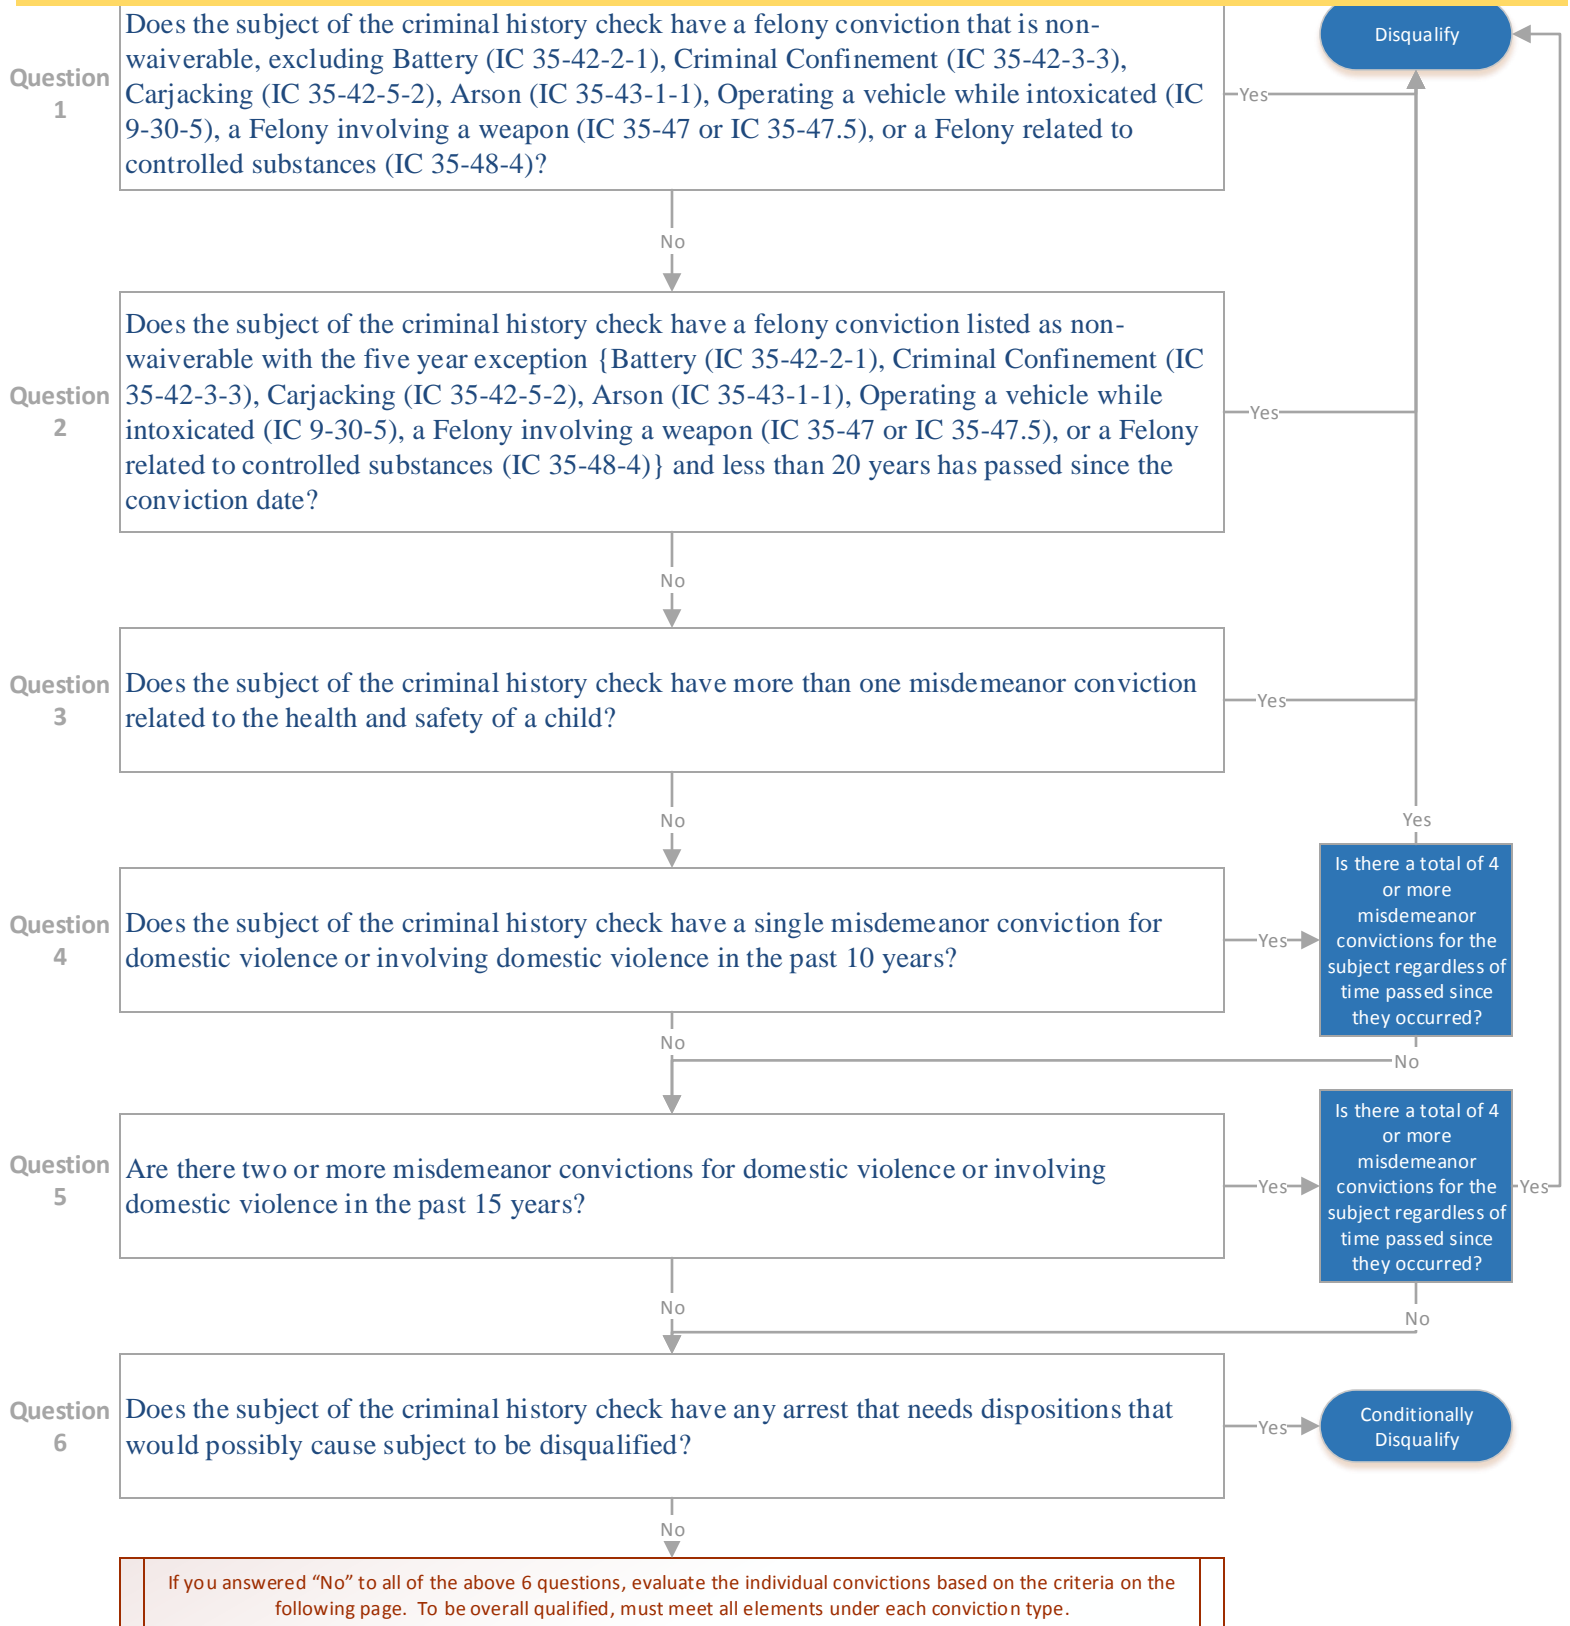 Question
1
Does the subject of the criminal history check have a felony conviction that is non-
waiverable, excluding Battery (IC 35-42-2-1), Criminal Confinement (IC 35-42-3-3),
Carjacking (IC 35-42-5-2), Arson (IC 35-43-1-1), Operating a vehicle while intoxicated (IC
9-30-5), a Felony involving a weapon (IC 35-47 or IC 35-47.5), or a Felony related to
controlled substances (IC 35-48-4)?
Yes
Disqualify
No
Question
2
Does the subject of the criminal history check have a felony conviction listed as non-
waiverable with the five year exception {Battery (IC 35-42-2-1), Criminal Confinement (IC
35-42-3-3), Carjacking (IC 35-42-5-2), Arson (IC 35-43-1-1), Operating a vehicle while
intoxicated (IC 9-30-5), a Felony involving a weapon (IC 35-47 or IC 35-47.5), or a Felony
related to controlled substances (IC 35-48-4)} and less than 20 years has passed since the
conviction date?
Yes
No
Question
3
Does the subject of the criminal history check have more than one misdemeanor conviction
related to the health and safety of a child?
Yes
No
Question
4
Does the subject of the criminal history check have a single misdemeanor conviction for
domestic violence or involving domestic violence in the past 10 years?
Yes
Yes
Is there a total of 4
or more
misdemeanor
convictions for the
subject regardless of
time passed since
they occurred?
No
No
Question
5
Are there two or more misdemeanor convictions for domestic violence or involving
domestic violence in the past 15 years?
Yes
Is there a total of 4
or more
misdemeanor
convictions for the
subject regardless of
time passed since
they occurred?
Yes
No
No
Question
6
Does the subject of the criminal history check have any arrest that needs dispositions that
would possibly cause subject to be disqualified?
Yes
Conditionally
Disqualify
No
If you answered “No” to all of the above 6 questions, evaluate the individual convictions based on the criteria on the
following page. To be overall qualified, must meet all elements under each conviction type.